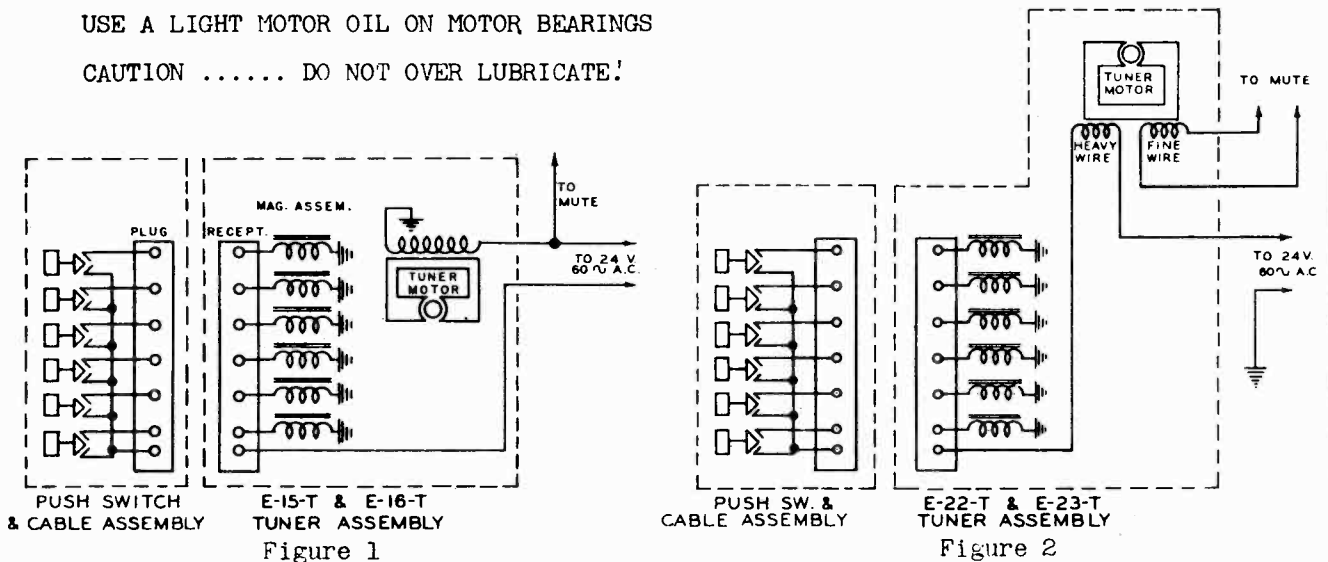 USE A LIGHT MOTOR OIL ON MOTOR BEARINGS
CAUTION ...... DO NOT OVER LUBRICATE!
PLUG
RECEPT.
MAG. ASSEM.
TUNER
MOTOR
TO
MUTE
TO 24 V.
60∿ A.C.
PUSH SWITCH
& CABLE ASSEMBLY
E-15-T & E-16-T
TUNER ASSEMBLY
Figure 1
TUNER
MOTOR
HEAVY
WIRE
FINE
WIRE
TO MUTE
TO 24V.
60∿ A.C
PUSH SW. &
CABLE ASSEMBLY
E-22-T & E-23-T
TUNER ASSEMBLY
Figure 2